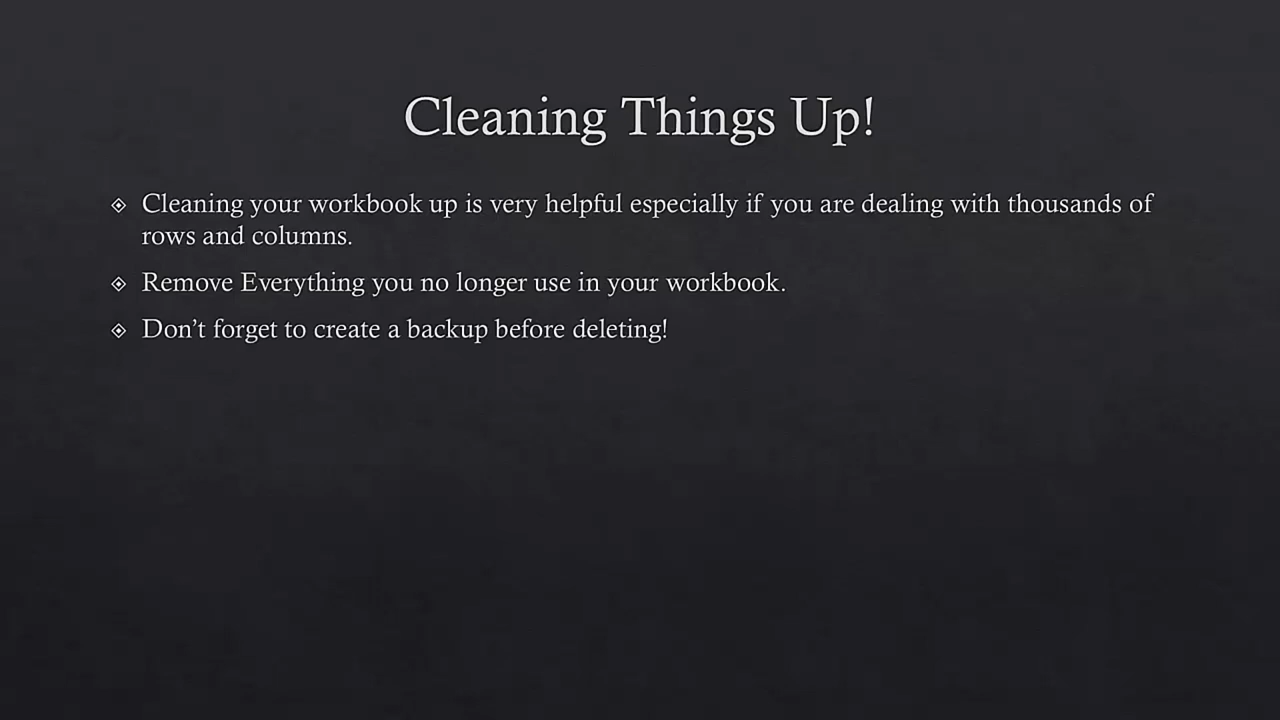 Cleaning Things Up!
Cleaning your workbook up is very helpful especially if you are dealing with thousands of
rows and columns.
Remove Everything you no longer use in your workbook.
Don’t forget to create a backup before deleting!